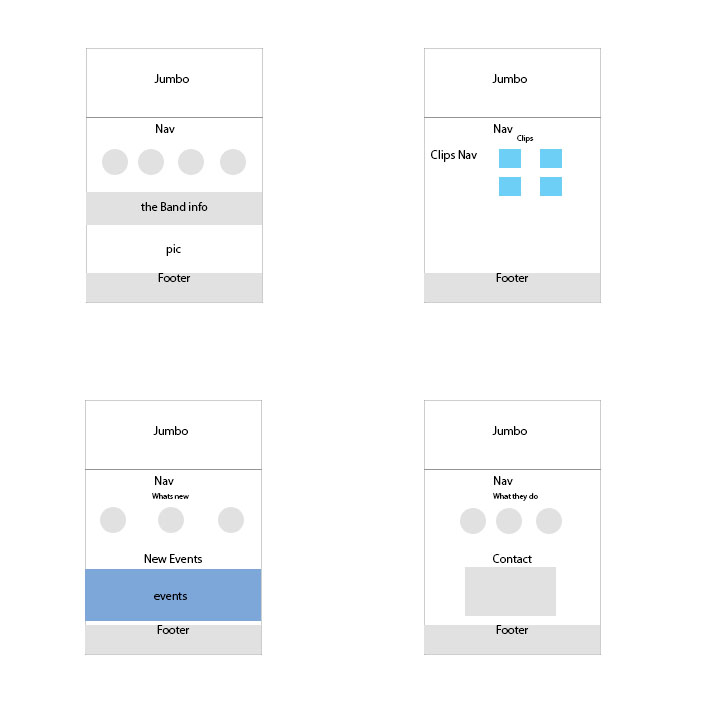 Jumbo
Nav
the Band info
pic
Footer
Jumbo
Nav
Clips
Clips Nav
Footer
Jumbo
Nav
Whats new
New Events
events
Footer
Jumbo
Nav
What they do
Contact
Footer